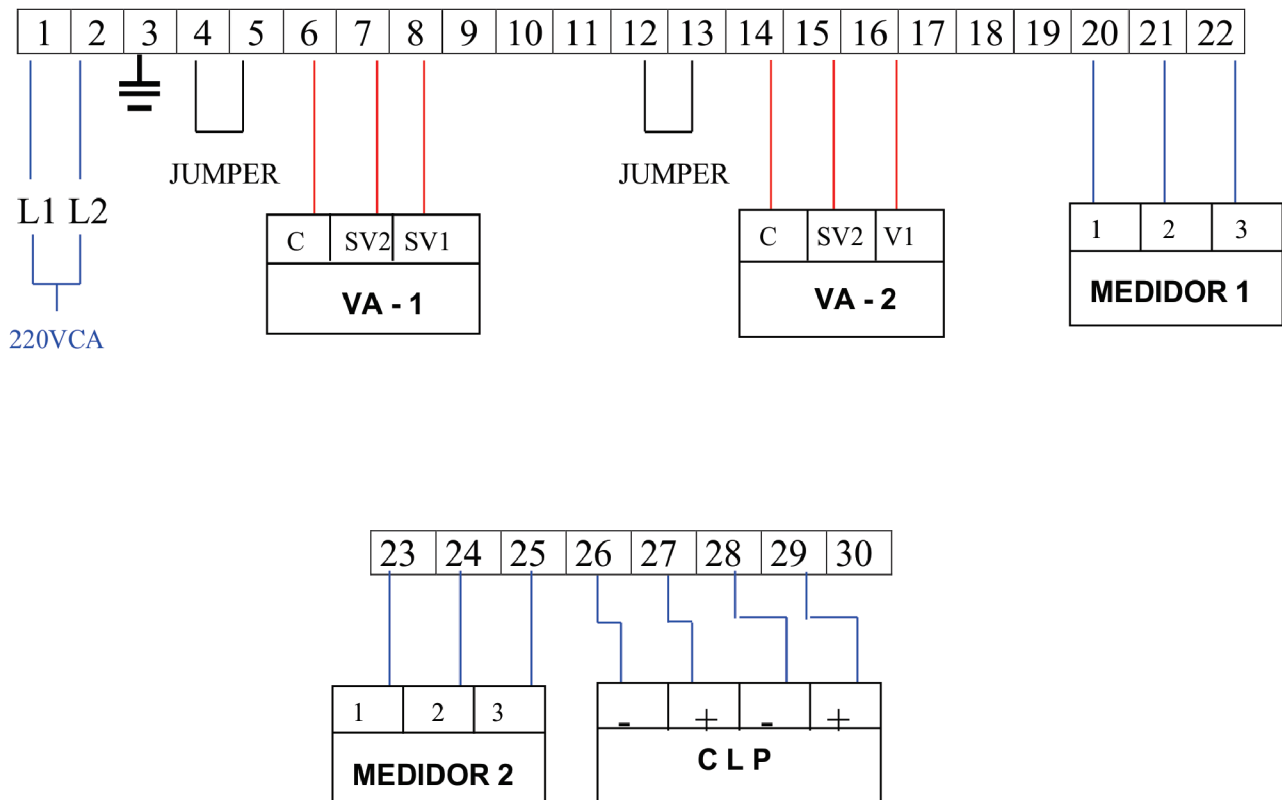 1 2 3 4 5 6 7 8 9 10 11 12 13 14 15 16 17 18 19 20 21 22
JUMPER JUMPER
L1 L2
C SV2 SV1
VA - 1
C SV2 V1
VA - 2
1 2 3
MEDIDOR 1
220VCA
23 24 25 26 27 28 29 30
1 2 3
MEDIDOR 2
- + - +
C L P